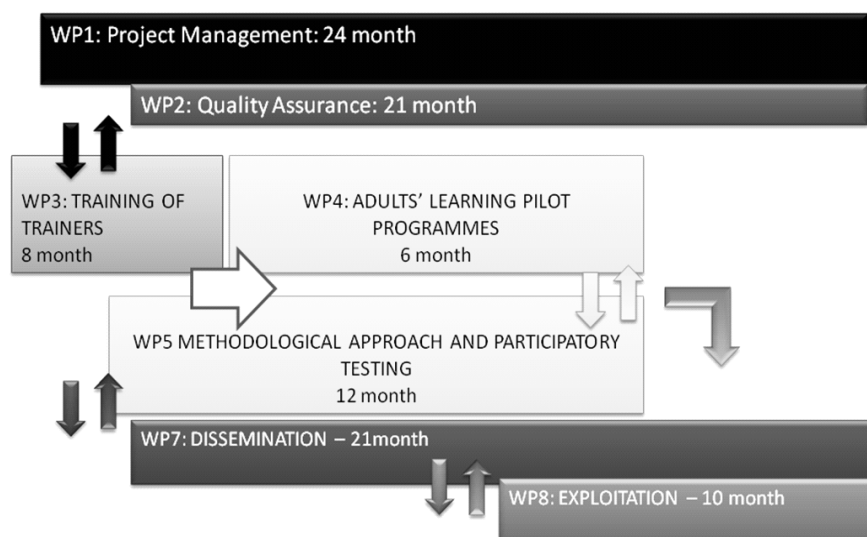 WP1: Project Management: 24 month
WP2: Quality Assurance: 21 month
WP3: TRAINING OF
TRAINERS
8 month
WP4: ADULTS’ LEARNING PILOT
PROGRAMMES
6 month
WP5 METHODOLOGICAL APPROACH AND PARTICIPATORY
TESTING
12 month
WP7: DISSEMINATION – 21month
WP8: EXPLOITATION – 10 month